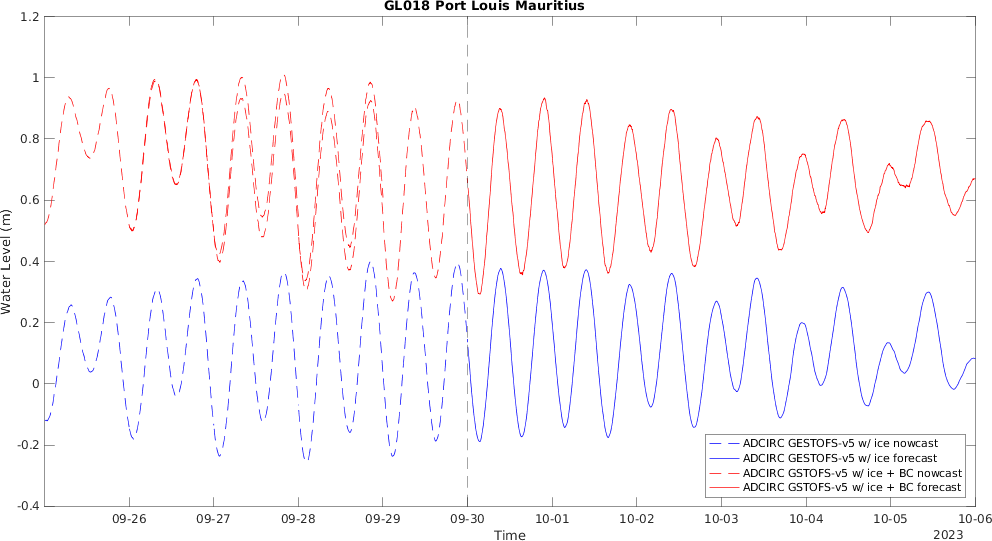 GL018 Port Louis Mauritius
1.2
1
0.8
0.6
0.4
0.2
0
-0.2
-0.4
Water Level (m)
ADCIRC GESTOFS-v5 w/ ice nowcast
ADCIRC GESTOFS-v5 w/ ice forecast
ADCIRC GSTOFS-v5 w/ ice + BC nowcast
ADCIRC GSTOFS-v5 w/ ice + BC forecast
09-26 09-27 09-28 09-29 09-30 10-01 10-02 10-03 10-04 10-05 10-06
Time
2023